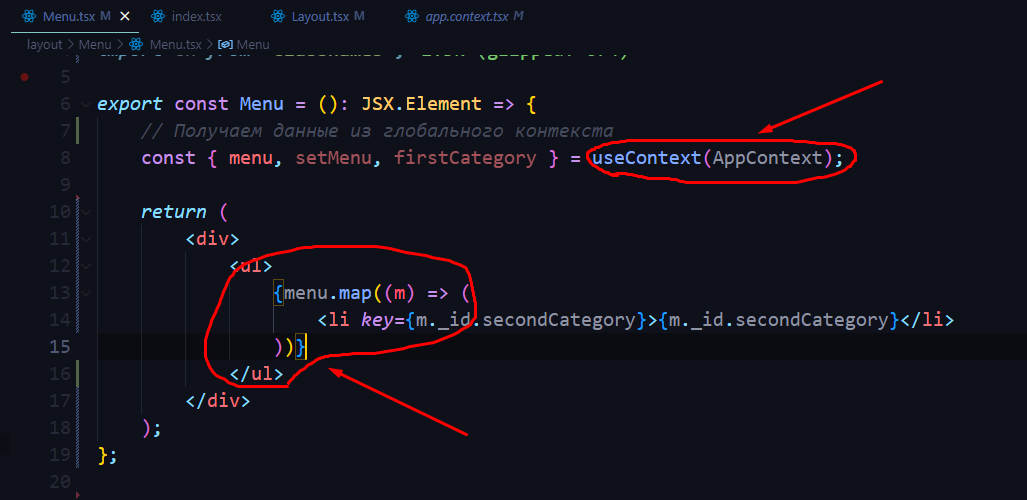 Menu.tsx M × index.tsx Layout.tsx M app.context.tsx M
layout > Menu > Menu.tsx > Menu
5
6 export const Menu = (): JSX.Element => {
7 // Получаем данные из глобального контекста
8 const { menu, setMenu, firstCategory } = useContext(AppContext);
9
10 return (
11 <div>
12 <ul>
13 {menu.map((m) => (
14 <li key={m._id.secondCategory}>{m._id.secondCategory}</li>
15 ))}
16 </ul>
17 </div>
18 );
19 };
20